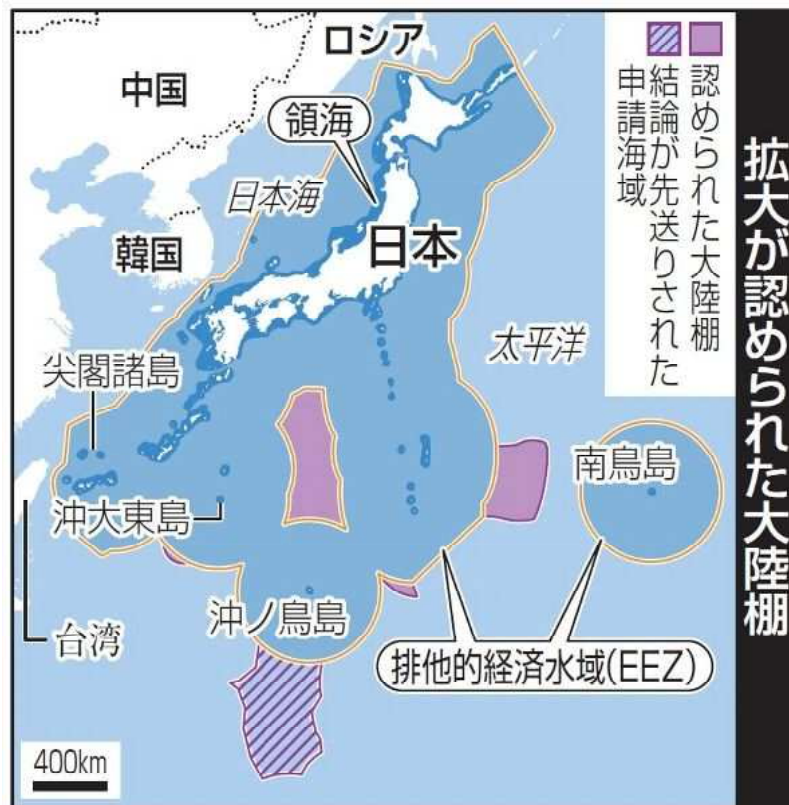 拡大が認められた大陸棚
認められた大陸棚
結論が先送りされた
申請海域
ロシア
中国
領海
日本海
韓国
日本
太平洋
尖閣諸島
南鳥島
沖大東島
沖ノ鳥島
台湾
排他的経済水域(EEZ)
400km